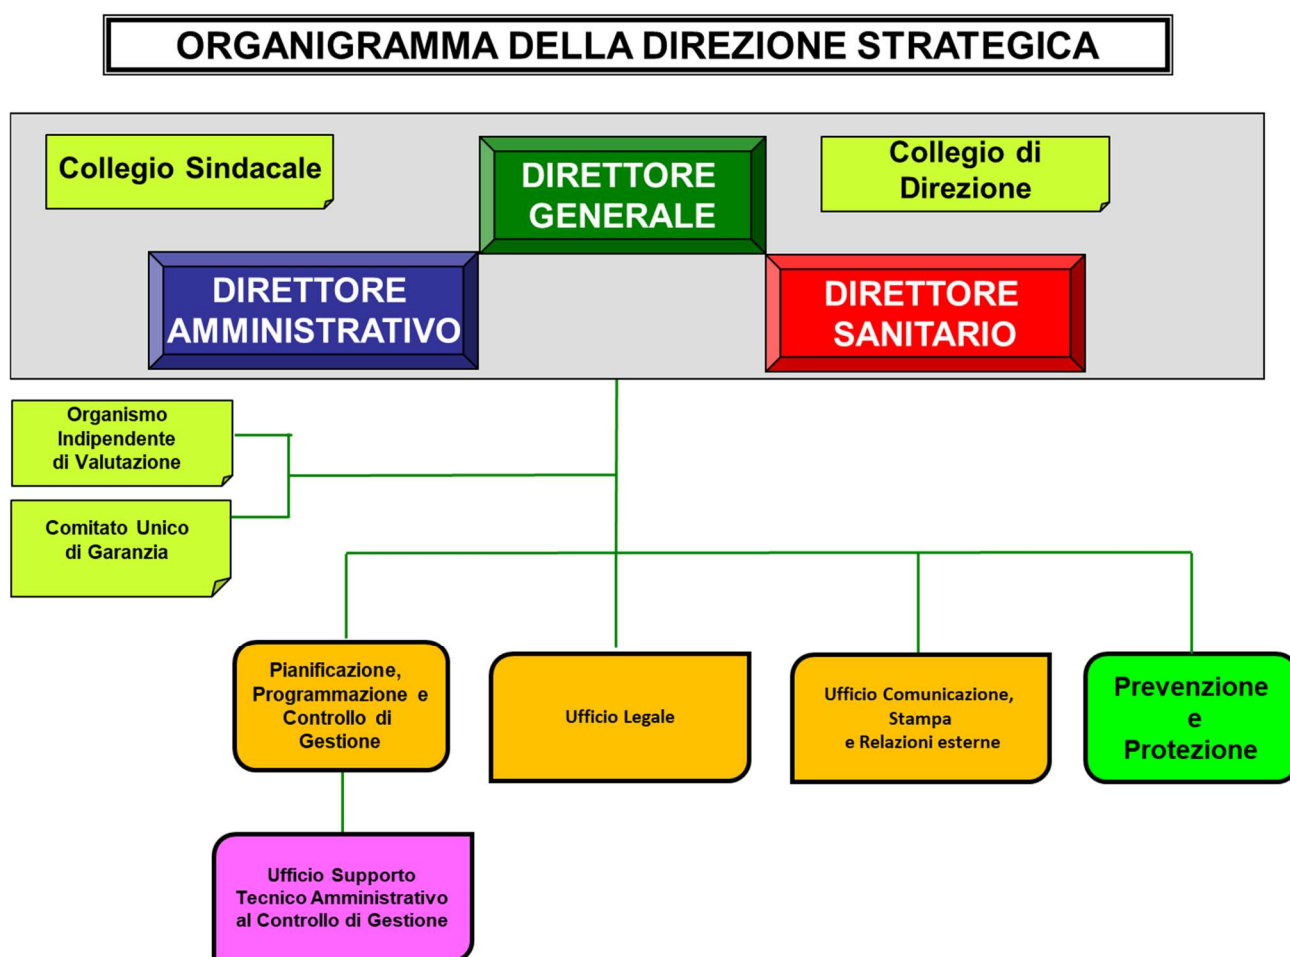 ORGANIGRAMMA DELLA DIREZIONE STRATEGICA
Collegio Sindacale
DIRETTORE
GENERALE
Collegio di
Direzione
DIRETTORE
AMMINISTRATIVO
DIRETTORE
SANITARIO
Organismo
Indipendente
di Valutazione
Comitato Unico
di Garanzia
Pianificazione,
Programmazione e
Controllo di
Gestione
Ufficio Legale
Ufficio Comunicazione,
Stampa
e Relazioni esterne
Prevenzione
e
Protezione
Ufficio Supporto
Tecnico Amministrativo
al Controllo di Gestione